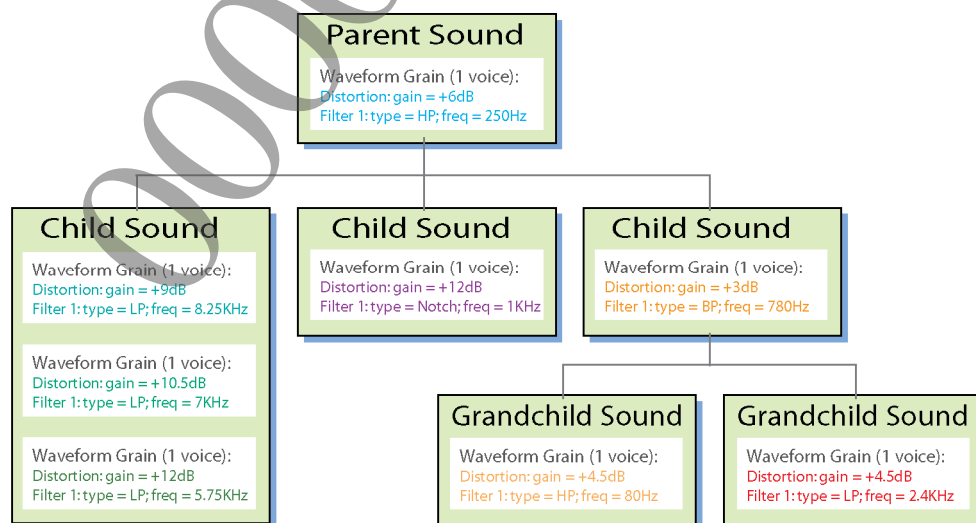 Parent Sound
Waveform Grain (1 voice):
Distortion: gain = +6dB
Filter 1: type = HP; freq = 250Hz
Child Sound
Waveform Grain (1 voice):
Distortion: gain = +9dB
Filter 1: type = LP; freq = 8.25KHz
Waveform Grain (1 voice):
Distortion: gain = +10.5dB
Filter 1: type = LP; freq = 7KHz
Waveform Grain (1 voice):
Distortion: gain = +12dB
Filter 1: type = LP; freq = 5.75KHz
Child Sound
Waveform Grain (1 voice):
Distortion: gain = +12dB
Filter 1: type = Notch; freq = 1KHz
Child Sound
Waveform Grain (1 voice):
Distortion: gain = +3dB
Filter 1: type = BP; freq = 780Hz
Grandchild Sound
Waveform Grain (1 voice):
Distortion: gain = +4.5dB
Filter 1: type = HP; freq = 80Hz
Grandchild Sound
Waveform Grain (1 voice):
Distortion: gain = +4.5dB
Filter 1: type = LP; freq = 2.4KHz